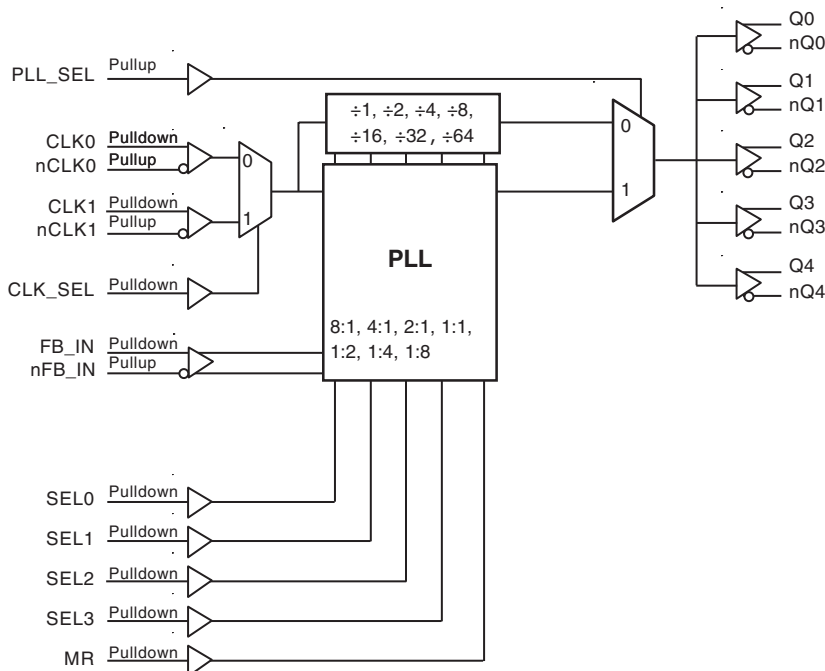 PLL_SEL Pullup
CLK0 Pulldown
nCLK0 Pullup
CLK1 Pulldown
nCLK1 Pullup
CLK_SEL Pulldown
FB_IN Pulldown
nFB_IN Pullup
0
1
÷1, ÷2, ÷4, ÷8,
÷16, ÷32, ÷64
PLL
8:1, 4:1, 2:1, 1:1,
1:2, 1:4, 1:8
0
1
Q0
nQ0
Q1
nQ1
Q2
nQ2
Q3
nQ3
Q4
nQ4
SEL0 Pulldown
SEL1 Pulldown
SEL2 Pulldown
SEL3 Pulldown
MR Pulldown